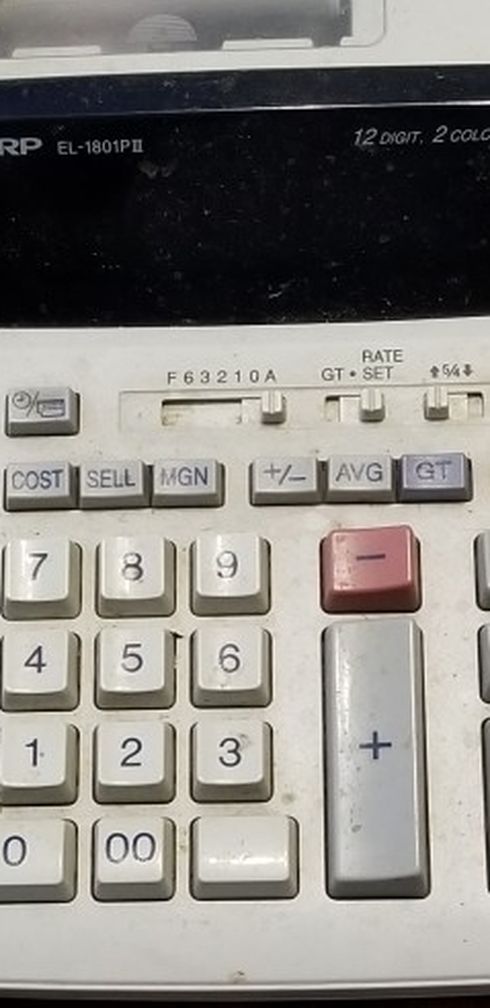 RP EL-1801PII
12 DIGIT, 2 COLO
RATE
F 6 3 2 1 0 A GT • SET ⬆5/4⬇
COST SELL MGN +/− AVG GT
7 8 9 −
4 5 6
1 2 3 +
0 00